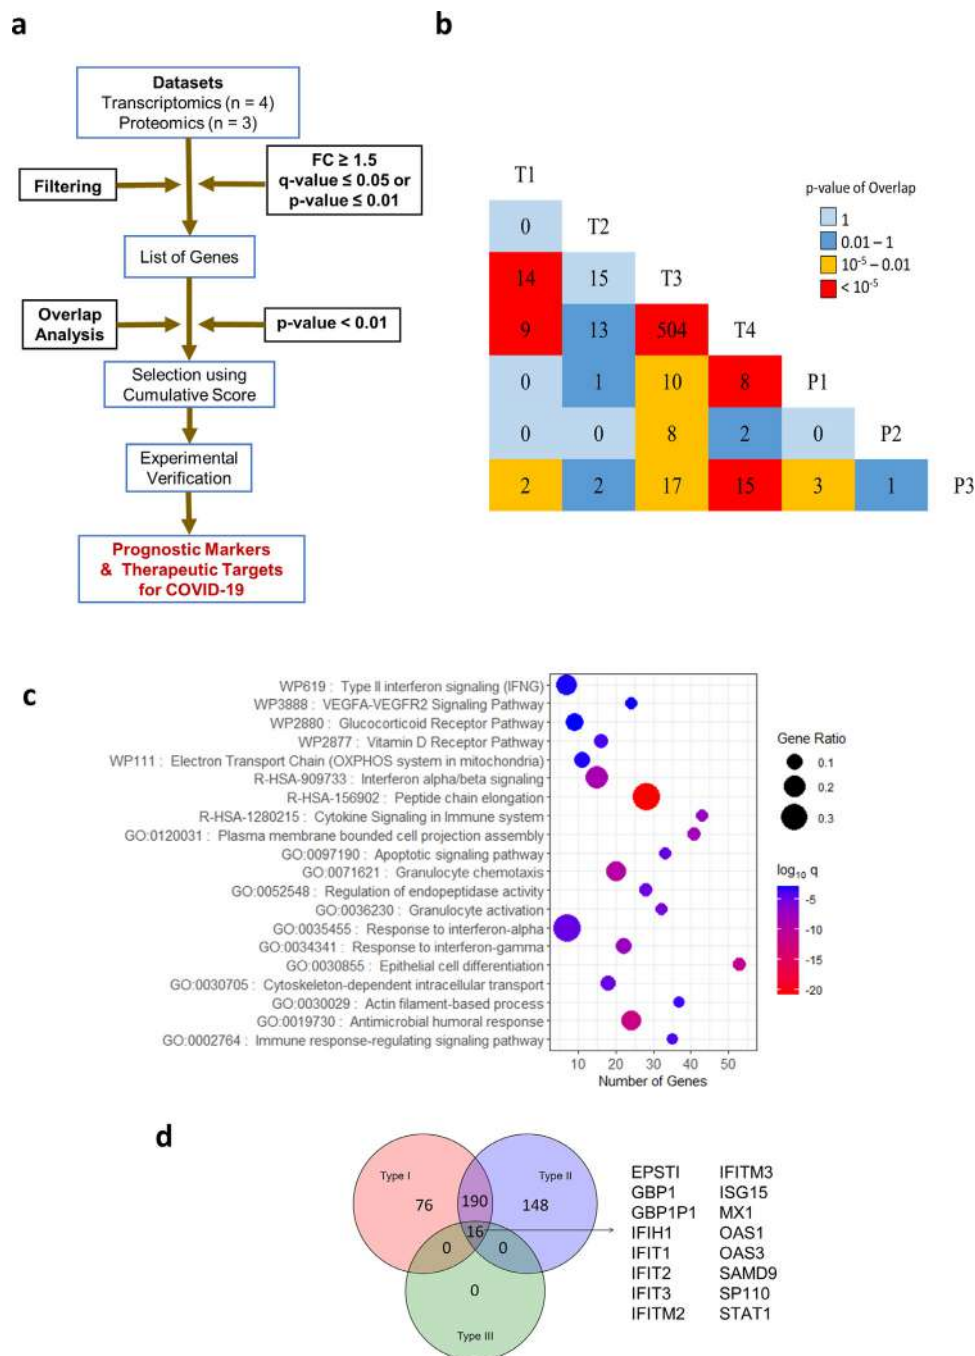 a
Datasets
Transcriptomics (n = 4)
Proteomics (n = 3)
Filtering
FC ≥ 1.5
q-value ≤ 0.05 or
p-value ≤ 0.01
List of Genes
Overlap
Analysis
p-value < 0.01
Selection using
Cumulative Score
Experimental
Verification
Prognostic Markers
& Therapeutic Targets
for COVID-19
b
T1
0 T2
14 15 T3
9 13 504 T4
0 1 10 8 P1
0 0 8 2 0 P2
2 2 17 15 3 1 P3
p-value of Overlap
1
0.01 – 1
10⁻⁵ – 0.01
< 10⁻⁵
c
WP619 : Type II interferon signaling (IFNG)
WP3888 : VEGFA-VEGFR2 Signaling Pathway
WP2880 : Glucocorticoid Receptor Pathway
WP2877 : Vitamin D Receptor Pathway
WP111 : Electron Transport Chain (OXPHOS system in mitochondria)
R-HSA-909733 : Interferon alpha/beta signaling
R-HSA-156902 : Peptide chain elongation
R-HSA-1280215 : Cytokine Signaling in Immune system
GO:0120031 : Plasma membrane bounded cell projection assembly
GO:0097190 : Apoptotic signaling pathway
GO:0071621 : Granulocyte chemotaxis
GO:0052548 : Regulation of endopeptidase activity
GO:0036230 : Granulocyte activation
GO:0035455 : Response to interferon-alpha
GO:0034341 : Response to interferon-gamma
GO:0030855 : Epithelial cell differentiation
GO:0030705 : Cytoskeleton-dependent intracellular transport
GO:0030029 : Actin filament-based process
GO:0019730 : Antimicrobial humoral response
GO:0002764 : Immune response-regulating signaling pathway
10 20 30 40 50
Number of Genes
Gene Ratio
0.1
0.2
0.3
log₁₀ q
-5
-10
-15
-20
d
Type I
Type II
76 190 148
16
0 0
0
Type III
EPSTI IFITM3
GBP1 ISG15
GBP1P1 MX1
IFIH1 OAS1
IFIT1 OAS3
IFIT2 SAMD9
IFIT3 SP110
IFITM2 STAT1